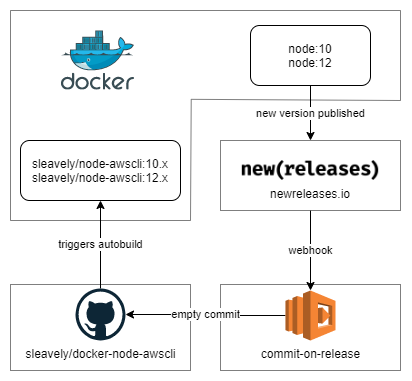 docker
node:10
node:12
new version published
sleavely/node-awscli:10.x
sleavely/node-awscli:12.x
new(releases)
newreleases.io
triggers autobuild
webhook
empty commit
sleavely/docker-node-awscli
commit-on-release